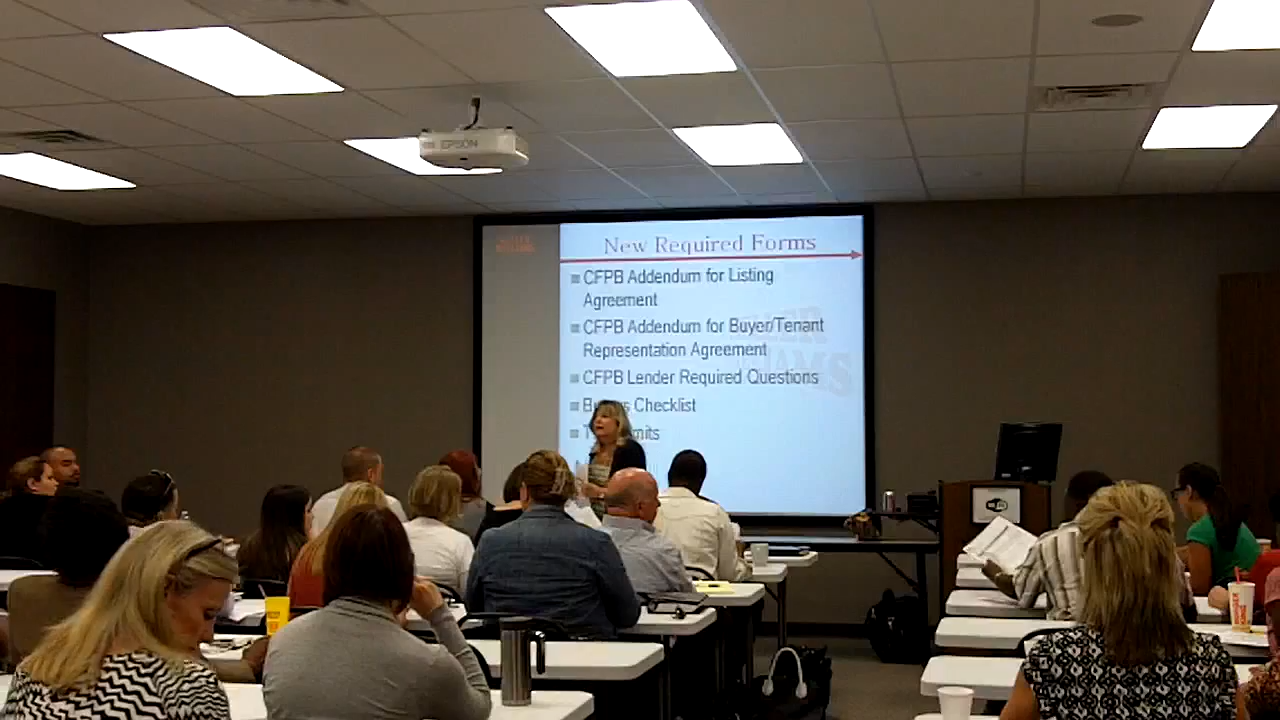 EPSON
New Required Forms
CFPB Addendum for Listing
Agreement
CFPB Addendum for Buyer/Tenant
Representation Agreement
CFPB Lender Required Questions
Checklist